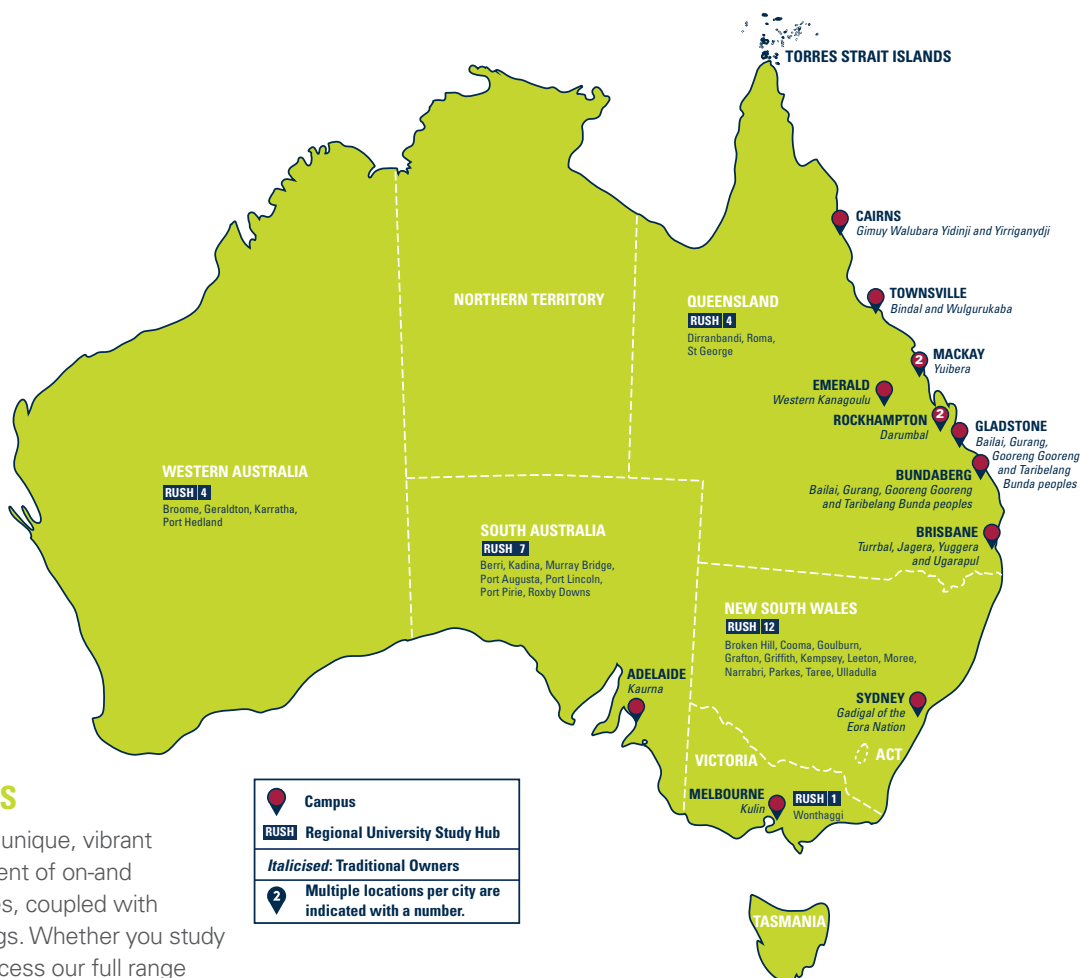 TORRES STRAIT ISLANDS
CAIRNS
Gimuy Walubara Yidinji and Yirriganydji
TOWNSVILLE
Bindal and Wulgurukaba
NORTHERN TERRITORY
QUEENSLAND
RUSH 4
Dirranbandi, Roma,
St George
2
MACKAY
Yuibera
EMERALD
Western Kanagoulu
2
ROCKHAMPTON
Darumbal
GLADSTONE
Bailai, Gurang,
Gooreng Gooreng
and Taribelang
Bunda peoples
BUNDABERG
Bailai, Gurang, Gooreng Gooreng
and Taribelang Bunda peoples
WESTERN AUSTRALIA
RUSH 4
Broome, Geraldton, Karratha,
Port Hedland
SOUTH AUSTRALIA
RUSH 7
Berri, Kadina, Murray Bridge,
Port Augusta, Port Lincoln,
Port Pirie, Roxby Downs
BRISBANE
Turrbal, Jagera, Yuggera
and Ugarapul
NEW SOUTH WALES
RUSH 12
Broken Hill, Cooma, Goulburn,
Grafton, Griffith, Kempsey, Leeton, Moree,
Narrabri, Parkes, Taree, Ulladulla
ADELAIDE
Kaurna
SYDNEY
Gadigal of the
Eora Nation
VICTORIA
ACT
MELBOURNE
Kulin
RUSH 1
Wonthaggi
TASMANIA
Campus
RUSH Regional University Study Hub
Italicised: Traditional Owners
2 Multiple locations per city are
indicated with a number.
S
unique, vibrant
ent of on-and
es, coupled with
gs. Whether you study
cess our full range